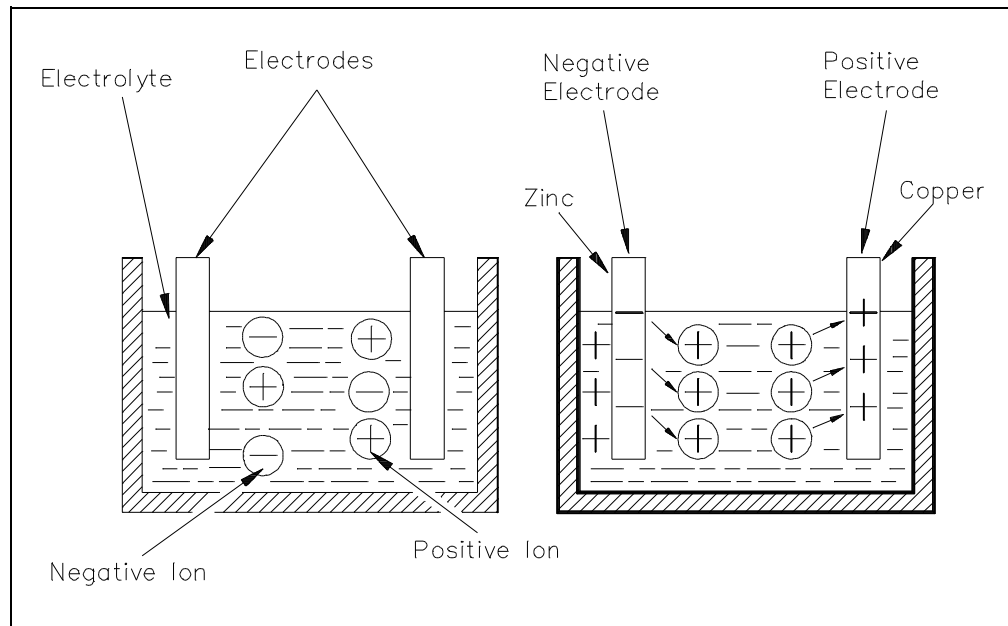 Electrolyte
Electrodes
Negative Ion
Positive Ion
Negative
Electrode
Positive
Electrode
Zinc
Copper